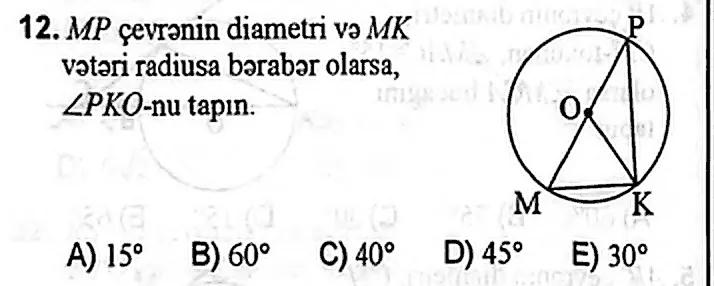 12. MP çevrənin diametri və MK
vətəri radiusa bərabər olarsa,
∠PKO-nu tapın.
P
O
M
K
A) 15° B) 60° C) 40° D) 45° E) 30°